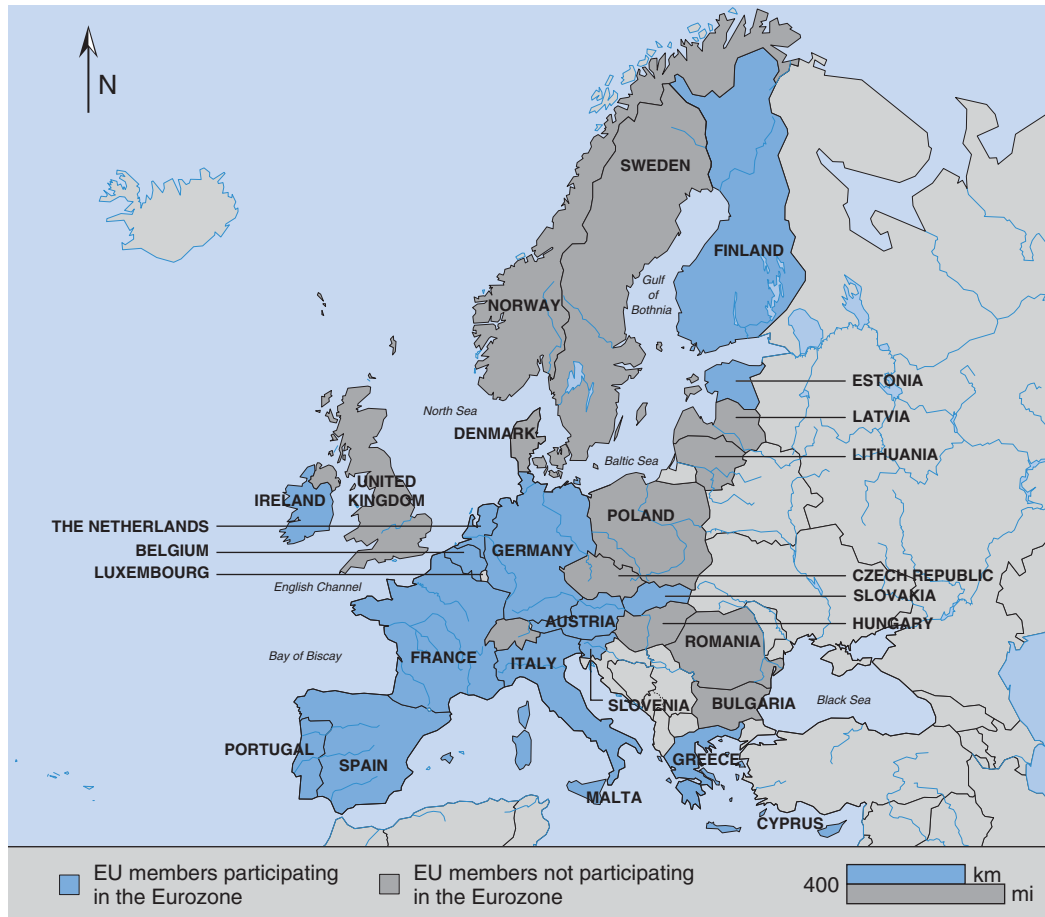 N
SWEDEN
FINLAND
Gulf
of
Bothnia
NORWAY
ESTONIA
North Sea
LATVIA
DENMARK
LITHUANIA
Baltic Sea
UNITED
KINGDOM
IRELAND
POLAND
THE NETHERLANDS
GERMANY
BELGIUM
LUXEMBOURG
CZECH REPUBLIC
English Channel
SLOVAKIA
AUSTRIA
HUNGARY
ROMANIA
Bay of Biscay
FRANCE
ITALY
SLOVENIA
BULGARIA
Black Sea
PORTUGAL
SPAIN
GREECE
MALTA
CYPRUS
EU members participating
in the Eurozone
EU members not participating
in the Eurozone
400
km
mi